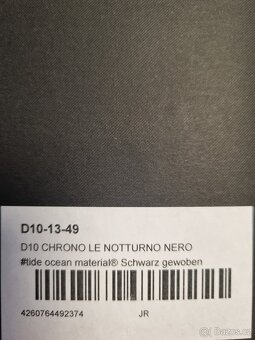 D10-13-49
D10 CHRONO LE NOTTURNO NERO
#tide ocean material® Schwarz gewoben
4260764492374 JR